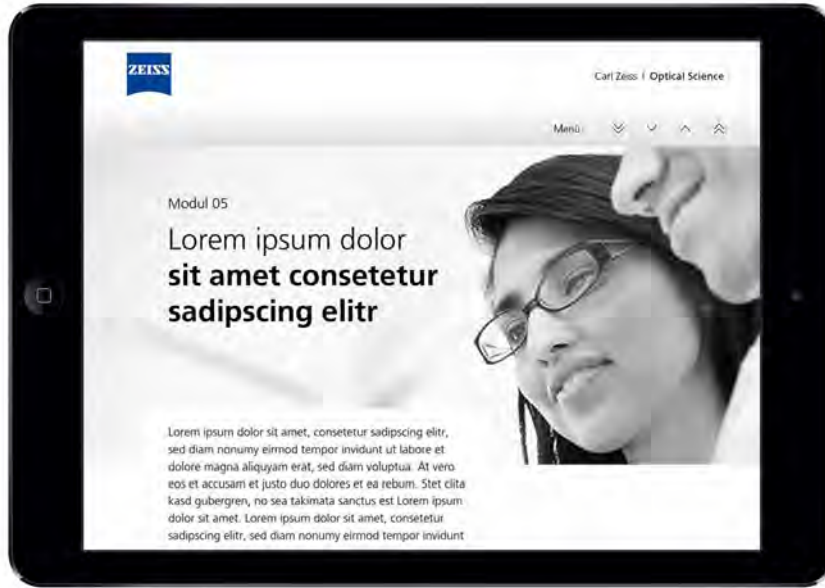 ZEISS
Carl Zeiss | Optical Science
Menü
Modul 05
Lorem ipsum dolor
sit amet consetetur
sadipscing elitr
Lorem ipsum dolor sit amet, consetetur sadipscing elitr,
sed diam nonumy eirmod tempor invidunt ut labore et
dolore magna aliquyam erat, sed diam voluptua. At vero
eos et accusam et justo duo dolores et ea rebum. Stet clita
kasd gubergren, no sea takimata sanctus est Lorem ipsum
dolor sit amet. Lorem ipsum dolor sit amet, consetetur
sadipscing elitr, sed diam nonumy eirmod tempor invidunt